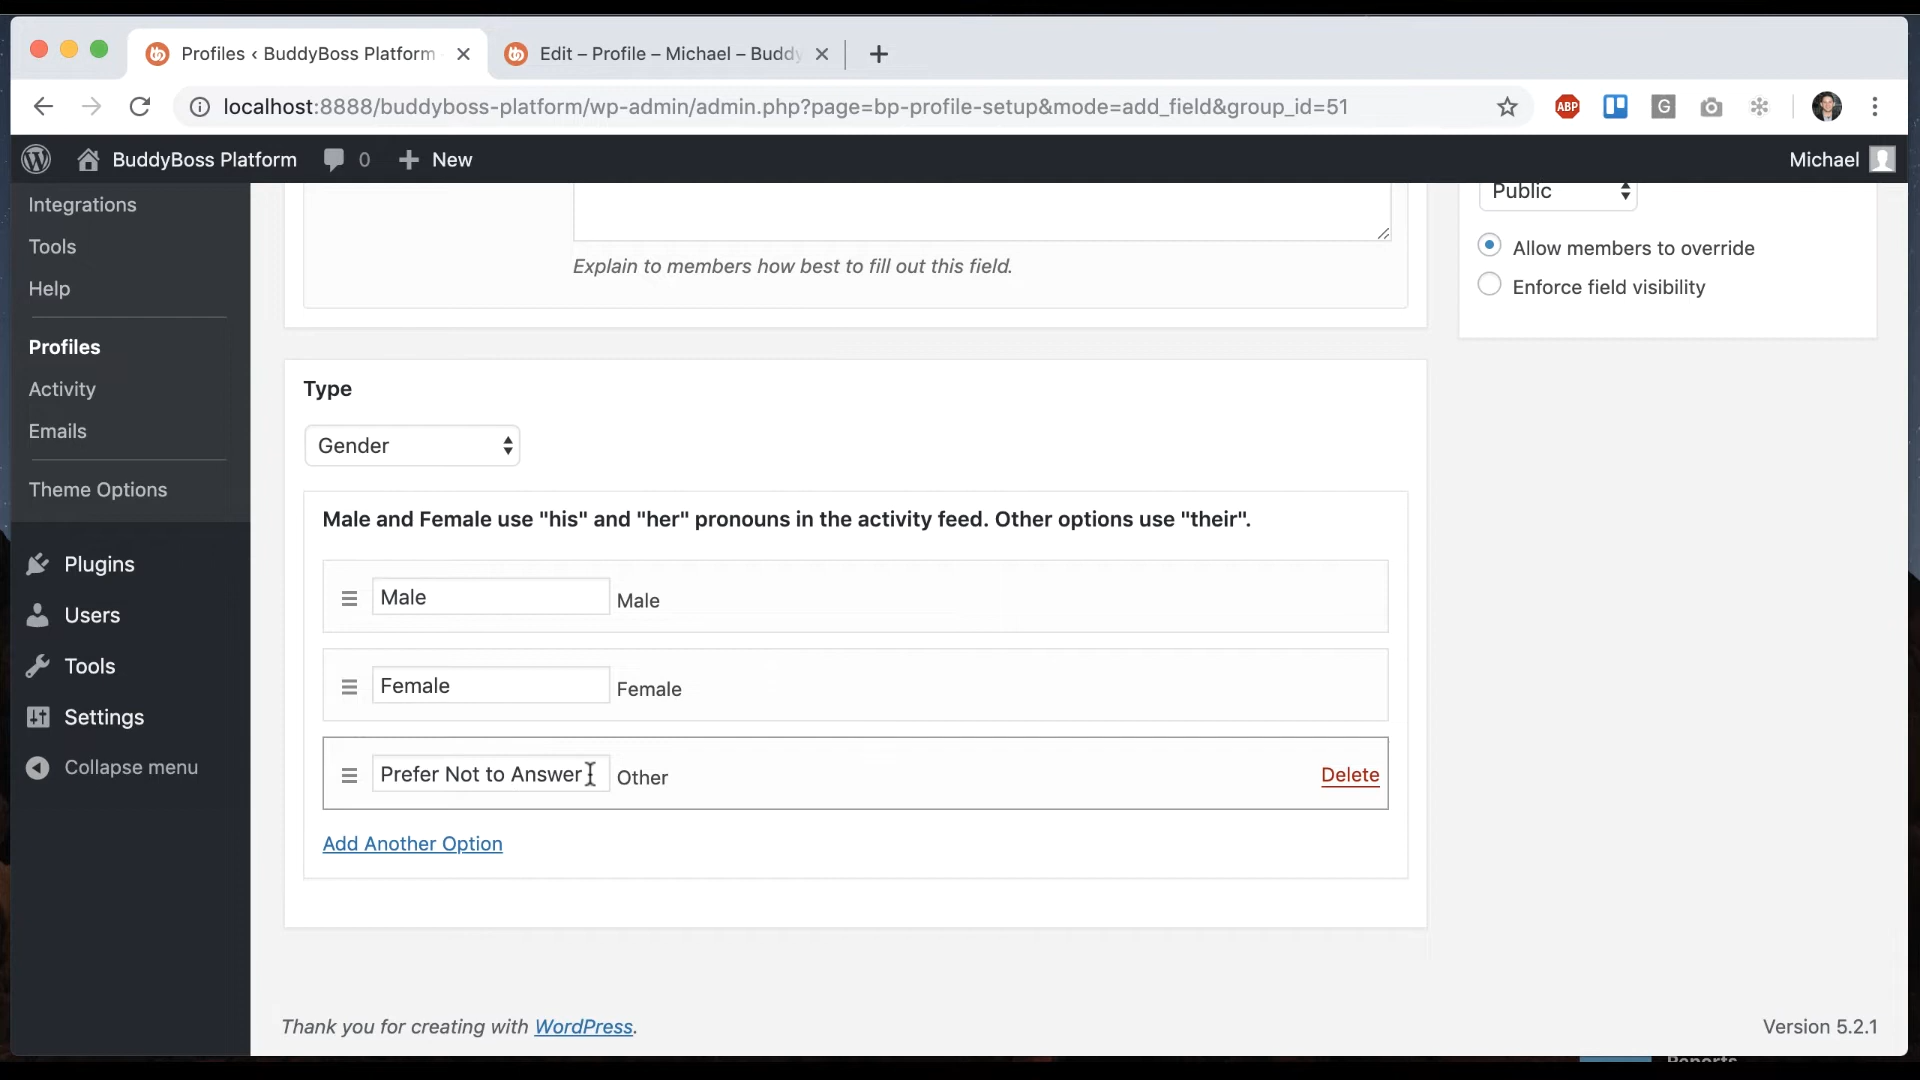 Profiles ‹ BuddyBoss Platform
Edit – Profile – Michael – Buddy
localhost:8888/buddyboss-platform/wp-admin/admin.php?page=bp-profile-setup&mode=add_field&group_id=51
ABP
G
BuddyBoss Platform
0
New
Michael
Integrations
Tools
Help
Profiles
Activity
Emails
Theme Options
Plugins
Users
Tools
Settings
Collapse menu
Explain to members how best to fill out this field.
Public
Allow members to override
Enforce field visibility
Type
Gender
Male and Female use "his" and "her" pronouns in the activity feed. Other options use "their".
Male Male
Female Female
Prefer Not to Answer Other
Delete
Add Another Option
Thank you for creating with WordPress.
Version 5.2.1
Reports